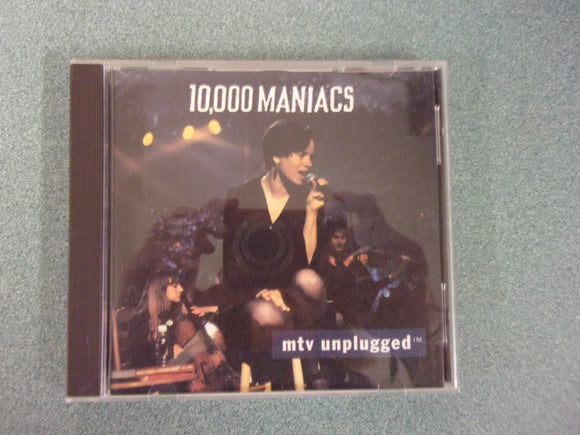 10,000 MANIACS
mtv unplugged™